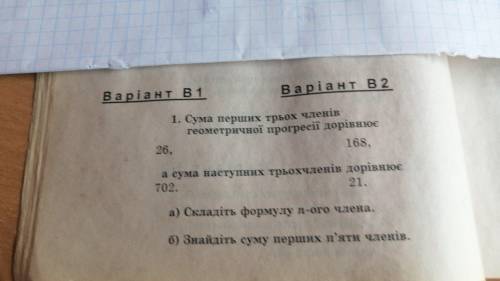 Варіант В1 Варіант В2
1. Сума перших трьох членів
геометричної прогресії дорівнює
26, 168,
а сума наступних трьохчленів дорівнює
702. 21.
а) Складіть формулу n-ого члена.
б) Знайдіть суму перших п'яти членів.